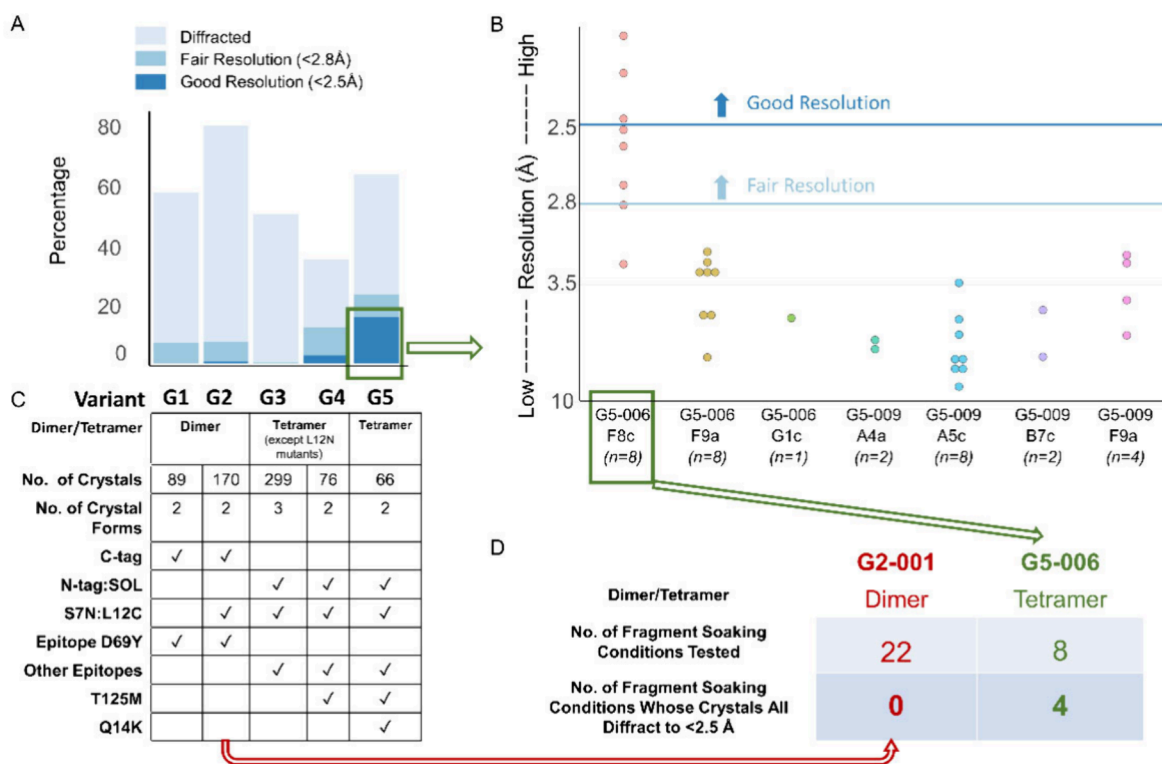 A
Diffracted
Fair Resolution (<2.8Å)
Good Resolution (<2.5Å)
Percentage
80
60
40
20
0
B
Low ------ Resolution (Å) ------ High
2.5
2.8
3.5
10
Good Resolution
Fair Resolution
G5-006 G5-006 G5-006 G5-009 G5-009 G5-009 G5-009
F8c F9a G1c A4a A5c B7c F9a
(n=8) (n=8) (n=1) (n=2) (n=8) (n=2) (n=4)
C
Variant G1 G2 G3 G4 G5
Dimer/Tetramer Dimer Tetramer (except L12N mutants) Tetramer
No. of Crystals 89 170 299 76 66
No. of Crystal Forms 2 2 3 2 2
C-tag ✓ ✓
N-tag:SOL ✓ ✓ ✓
S7N:L12C ✓ ✓ ✓ ✓
Epitope D69Y ✓ ✓
Other Epitopes ✓ ✓ ✓
T125M ✓ ✓
Q14K ✓
D
G2-001 G5-006
Dimer/Tetramer Dimer Tetramer
No. of Fragment Soaking
Conditions Tested 22 8
No. of Fragment Soaking
Conditions Whose Crystals All
Diffract to <2.5 Å 0 4